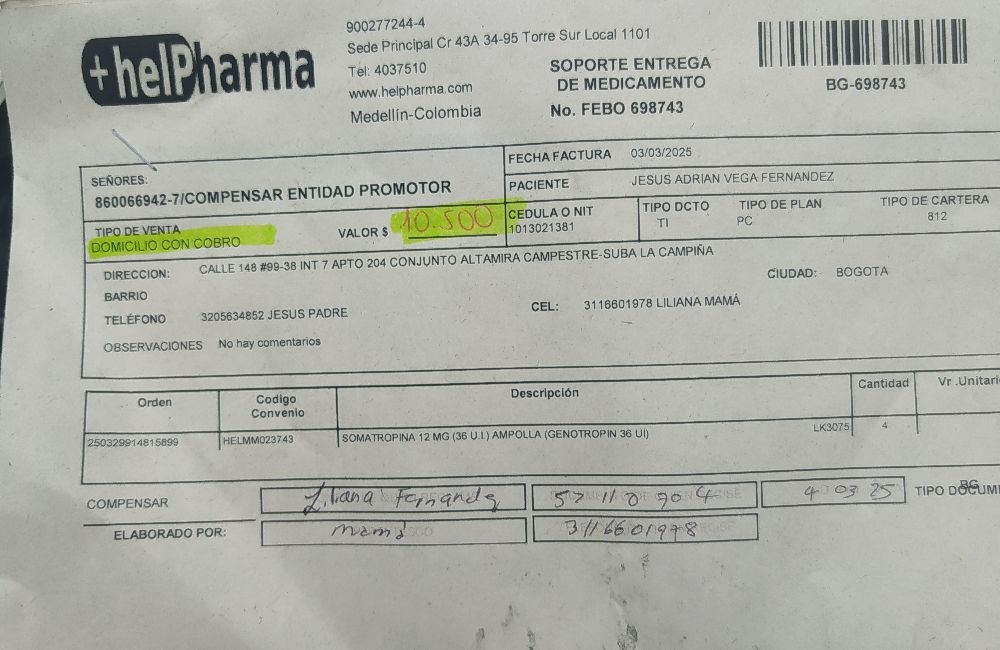 +helPharma
900277244-4
Sede Principal Cr 43A 34-95 Torre Sur Local 1101
Tel: 4037510
www.helpharma.com
Medellín-Colombia
SOPORTE ENTREGA
DE MEDICAMENTO
No. FEBO 698743
BG-698743
SEÑORES:
860066942-7/COMPENSAR ENTIDAD PROMOTOR
FECHA FACTURA 03/03/2025
PACIENTE JESUS ADRIAN VEGA FERNANDEZ
TIPO DE VENTA
DOMICILIO CON COBRO
VALOR $ 10.500
CEDULA O NIT
1013021381
TIPO DCTO
TI
TIPO DE PLAN
PC
TIPO DE CARTERA
812
DIRECCION: CALLE 148 #99-38 INT 7 APTO 204 CONJUNTO ALTAMIRA CAMPESTRE-SUBA LA CAMPIÑA
CIUDAD: BOGOTA
BARRIO
TELÉFONO 3205634852 JESUS PADRE
CEL: 3116601978 LILIANA MAMÁ
OBSERVACIONES No hay comentarios
Orden
Codigo
Convenio
Descripción
Cantidad
Vr .Unitari
250329914815899 HELMM023743 SOMATROPINA 12 MG (36 U.I.) AMPOLLA (GENOTROPIN 36 UI) LK3075 4
COMPENSAR Liliana Fernandez 52110904 4 03 25 TIPO DOCUM
BG
ELABORADO POR: Mamá 3116601978